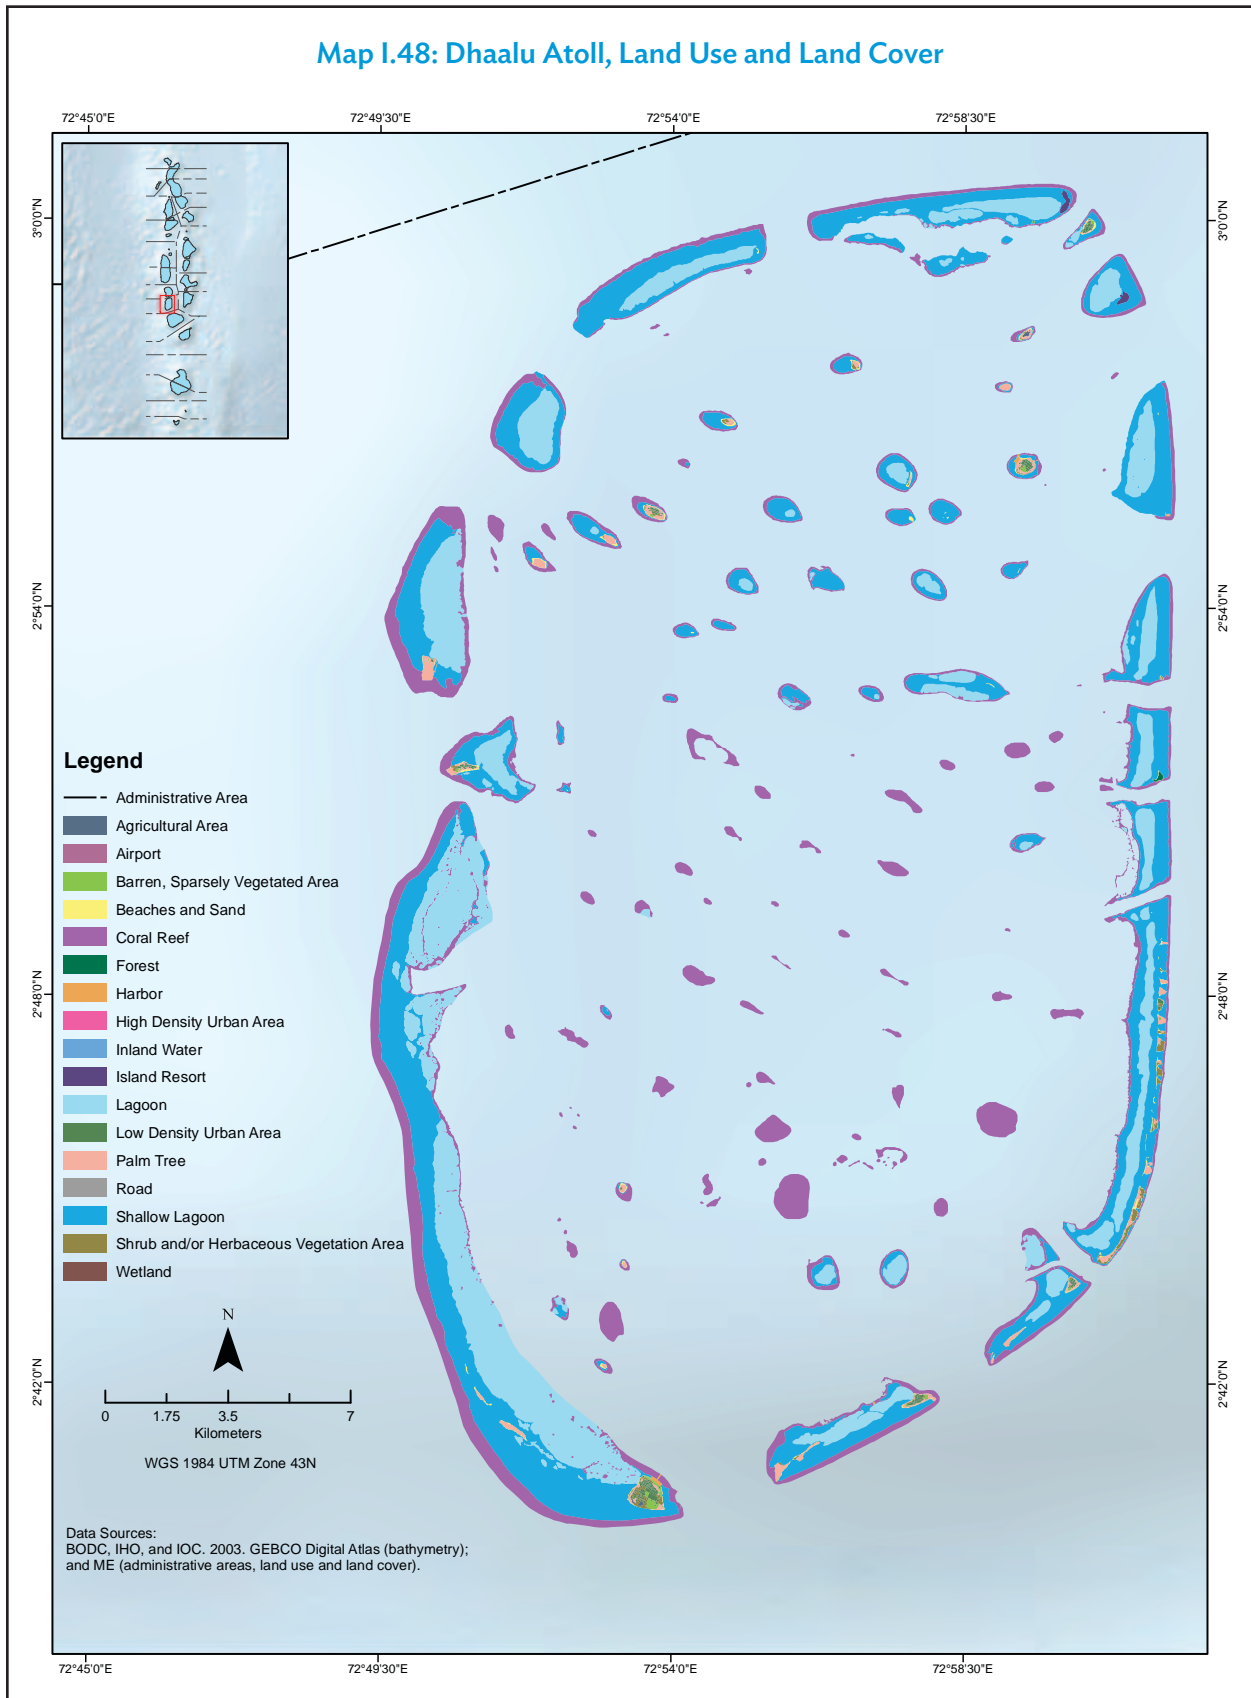 Map I.48: Dhaalu Atoll, Land Use and Land Cover
72°45'0"E
72°49'30"E
72°54'0"E
72°58'30"E
3°0'0"N
3°0'0"N
2°54'0"N
2°54'0"N
2°48'0"N
2°48'0"N
2°42'0"N
2°42'0"N
Legend
Administrative Area
Agricultural Area
Airport
Barren, Sparsely Vegetated Area
Beaches and Sand
Coral Reef
Forest
Harbor
High Density Urban Area
Inland Water
Island Resort
Lagoon
Low Density Urban Area
Palm Tree
Road
Shallow Lagoon
Shrub and/or Herbaceous Vegetation Area
Wetland
N
0 1.75 3.5 7
Kilometers
WGS 1984 UTM Zone 43N
Data Sources:
BODC, IHO, and IOC. 2003. GEBCO Digital Atlas (bathymetry);
and ME (administrative areas, land use and land cover).
72°45'0"E
72°49'30"E
72°54'0"E
72°58'30"E